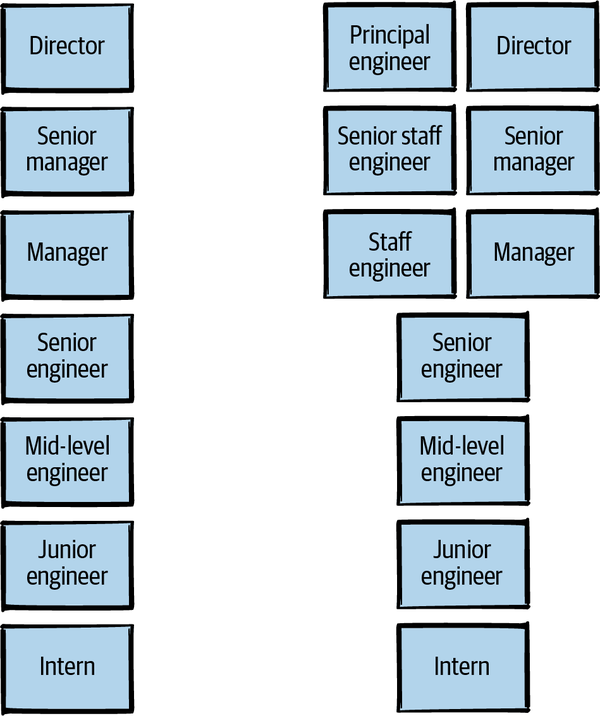 Director
Senior
manager
Manager
Senior
engineer
Mid-level
engineer
Junior
engineer
Intern
Principal
engineer
Director
Senior staff
engineer
Senior
manager
Staff
engineer
Manager
Senior
engineer
Mid-level
engineer
Junior
engineer
Intern